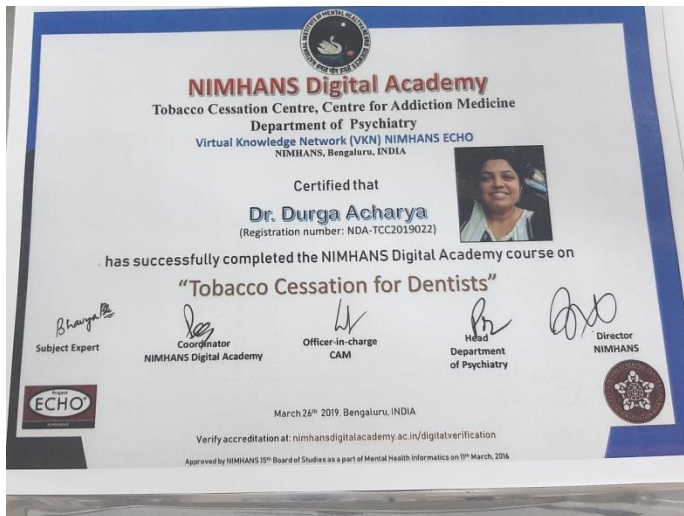 NIMHANS Digital Academy
Tobacco Cessation Centre, Centre for Addiction Medicine
Department of Psychiatry
Virtual Knowledge Network (VKN) NIMHANS ECHO
NIMHANS, Bengaluru, INDIA
Certified that
Dr. Durga Acharya
(Registration number: NDA-TCC2019022)
has successfully completed the NIMHANS Digital Academy course on
“Tobacco Cessation for Dentists”
Subject Expert
Coordinator
NIMHANS Digital Academy
Officer-in-charge
CAM
Head
Department
of Psychiatry
Director
NIMHANS
Project
ECHO®
March 26th 2019, Bengaluru, INDIA
Verify accreditation at: nimhansdigitalacademy.ac.in/digitalverification
Approved by NIMHANS 15th Board of Studies as a part of Mental Health Informatics on 11th March, 2016